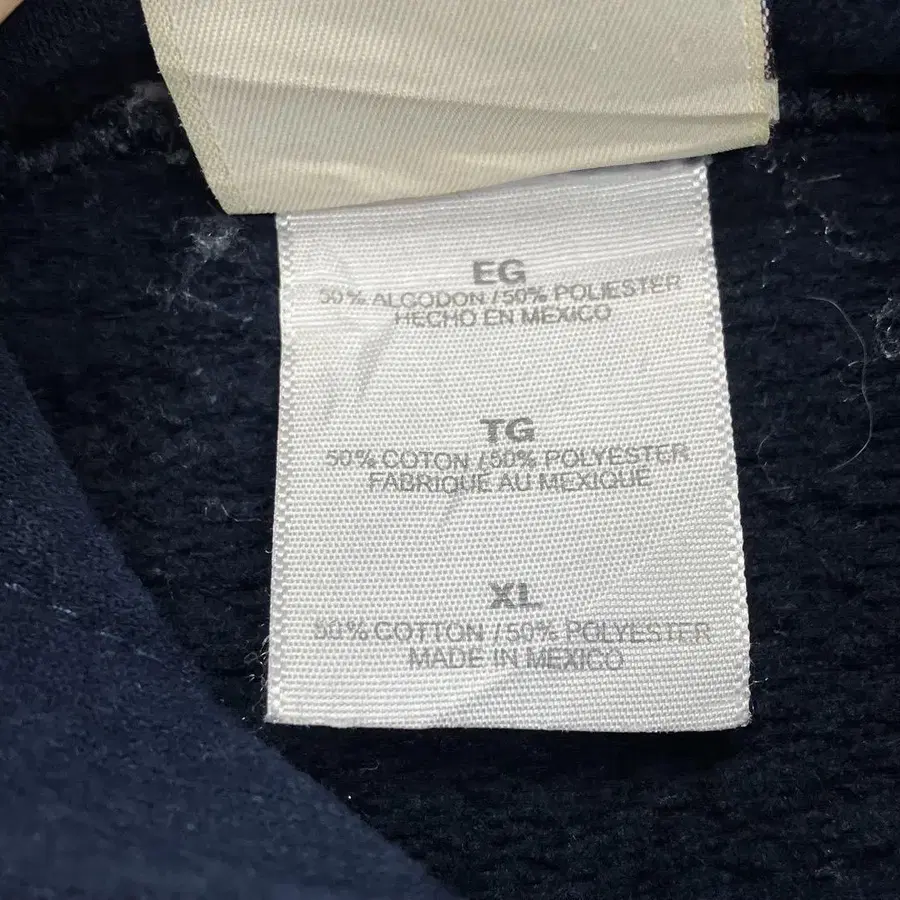 EG
50% ALGODON / 50% POLIESTER
HECHO EN MEXICO
TG
50% COTON / 50% POLYESTER
FABRIQUE AU MEXIQUE
XL
50% COTTON / 50% POLYESTER
MADE IN MEXICO